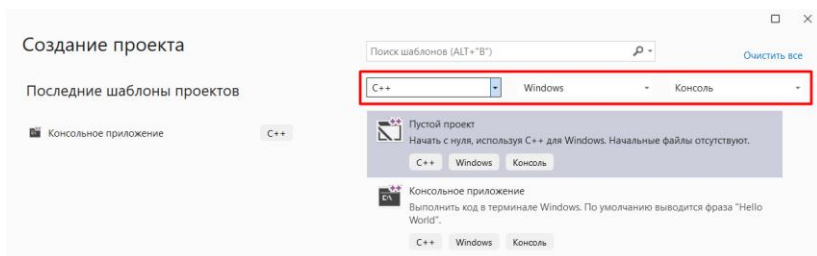 Создание проекта
Поиск шаблонов (ALT+"B")
Очистить все
Последние шаблоны проектов
C++
Windows
Консоль
Консольное приложение
C++
Пустой проект
Начать с нуля, используя C++ для Windows. Начальные файлы отсутствуют.
C++ Windows Консоль
Консольное приложение
Выполнить код в терминале Windows. По умолчанию выводится фраза "Hello
World".
C++ Windows Консоль